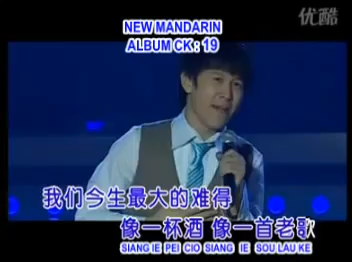 优酷
NEW MANDARIN
ALBUM CK : 19
我们今生最大的难得
像一杯酒 像一首老歌
SIANG IE PEI CIO SIANG IE SOU LAU KE